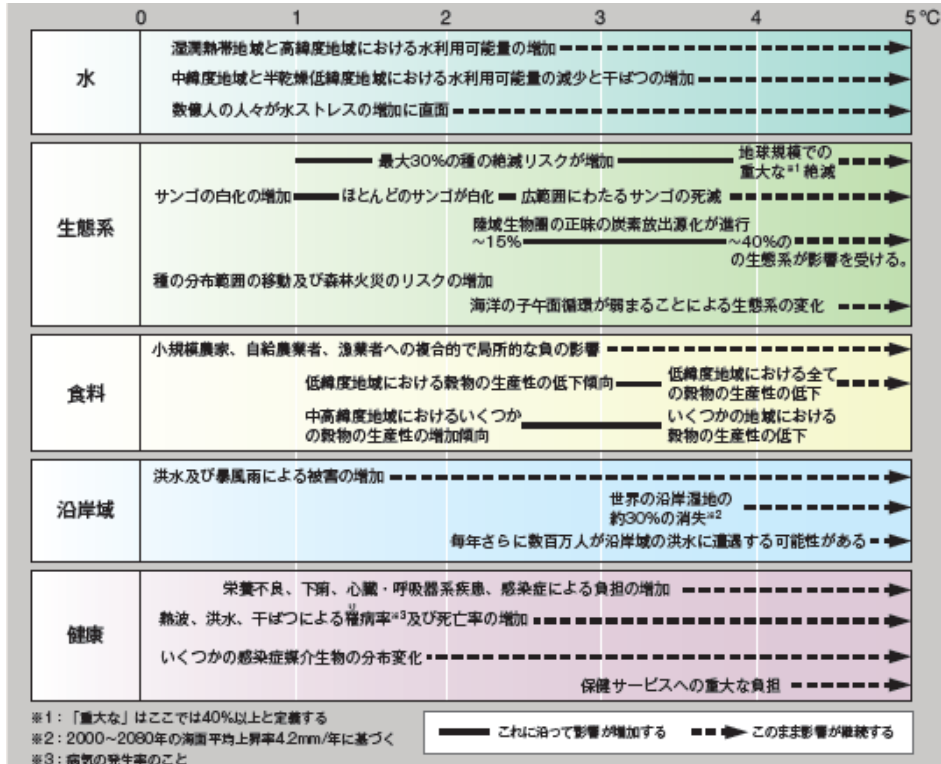 0 1 2 3 4 5℃
水
湿潤熱帯地域と高緯度地域における水利用可能量の増加
中緯度地域と半乾燥低緯度地域における水利用可能量の減少と干ばつの増加
数億人の人々が水ストレスの増加に直面
生態系
最大30%の種の絶滅リスクが増加
地球規模での
重大な※1絶滅
サンゴの白化の増加 ほとんどのサンゴが白化 広範囲にわたるサンゴの死滅
陸域生物圏の正味の炭素放出源化が進行
~15% ~40%の
の生態系が影響を受ける。
種の分布範囲の移動及び森林火災のリスクの増加
海洋の子午面循環が弱まることによる生態系の変化
食料
小規模農家、自給農業者、漁業者への複合的で局所的な負の影響
低緯度地域における穀物の生産性の低下傾向
低緯度地域における全て
の穀物の生産性の低下
中高緯度地域におけるいくつか
の穀物の生産性の増加傾向
いくつかの地域における
穀物の生産性の低下
沿岸域
洪水及び暴風雨による被害の増加
世界の沿岸湿地の
約30%の消失※2
毎年さらに数百万人が沿岸域の洪水に遭遇する可能性がある
健康
栄養不良、下痢、心臓・呼吸器系疾患、感染症による負担の増加
り
熱波、洪水、干ばつによる罹病率※3及び死亡率の増加
いくつかの感染症媒介生物の分布変化
保健サービスへの重大な負担
※1：「重大な」はここでは40%以上と定義する
※2：2000~2080年の海面平均上昇率4.2mm/年に基づく
※3：病気の発生率のこと
これに沿って影響が増加する このまま影響が継続する